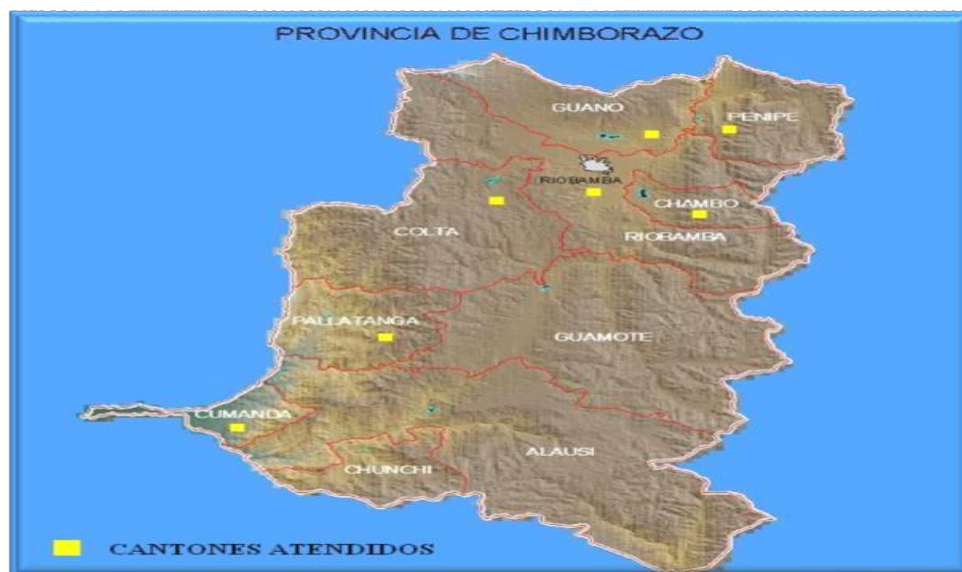 PROVINCIA DE CHIMBORAZO
GUANO
PENIPE
RIOBAMBA
CHAMBO
COLTA
RIOBAMBA
PALLATANGA
GUAMOTE
CUMANDA
ALAUSI
CHUNCHI
CANTONES ATENDIDOS